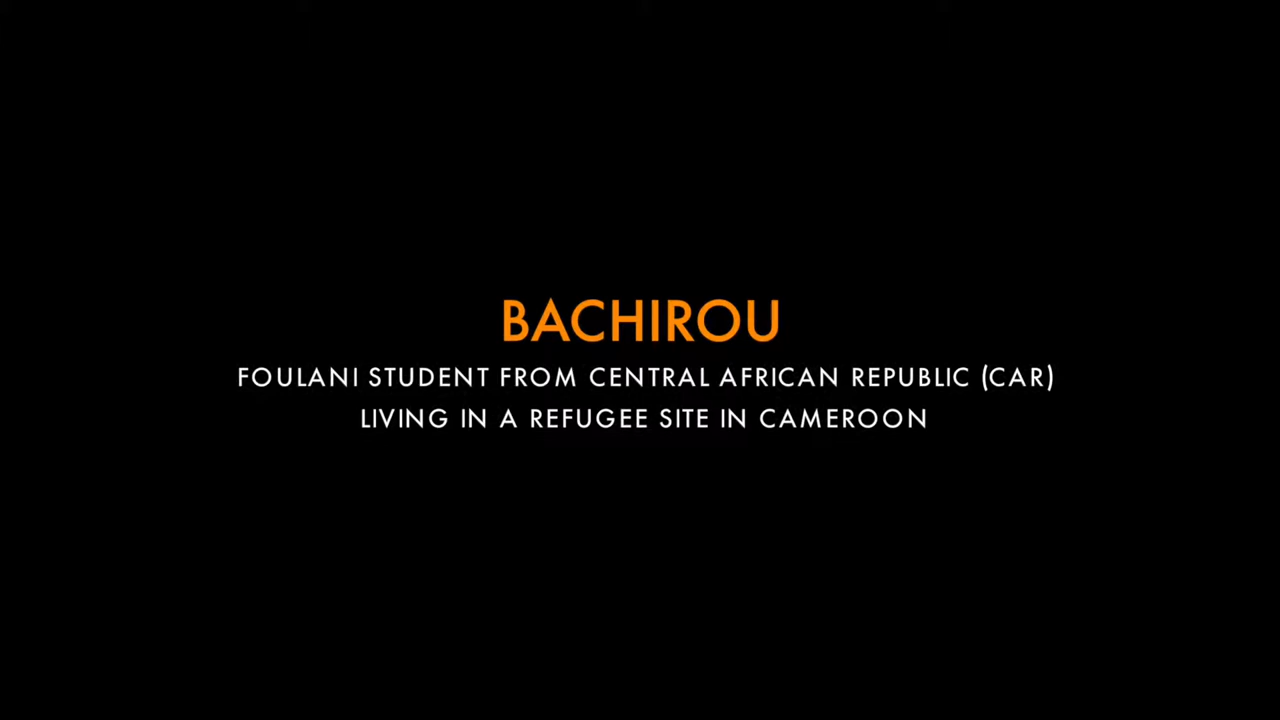 BACHIROU
FOULANI STUDENT FROM CENTRAL AFRICAN REPUBLIC (CAR)
LIVING IN A REFUGEE SITE IN CAMEROON